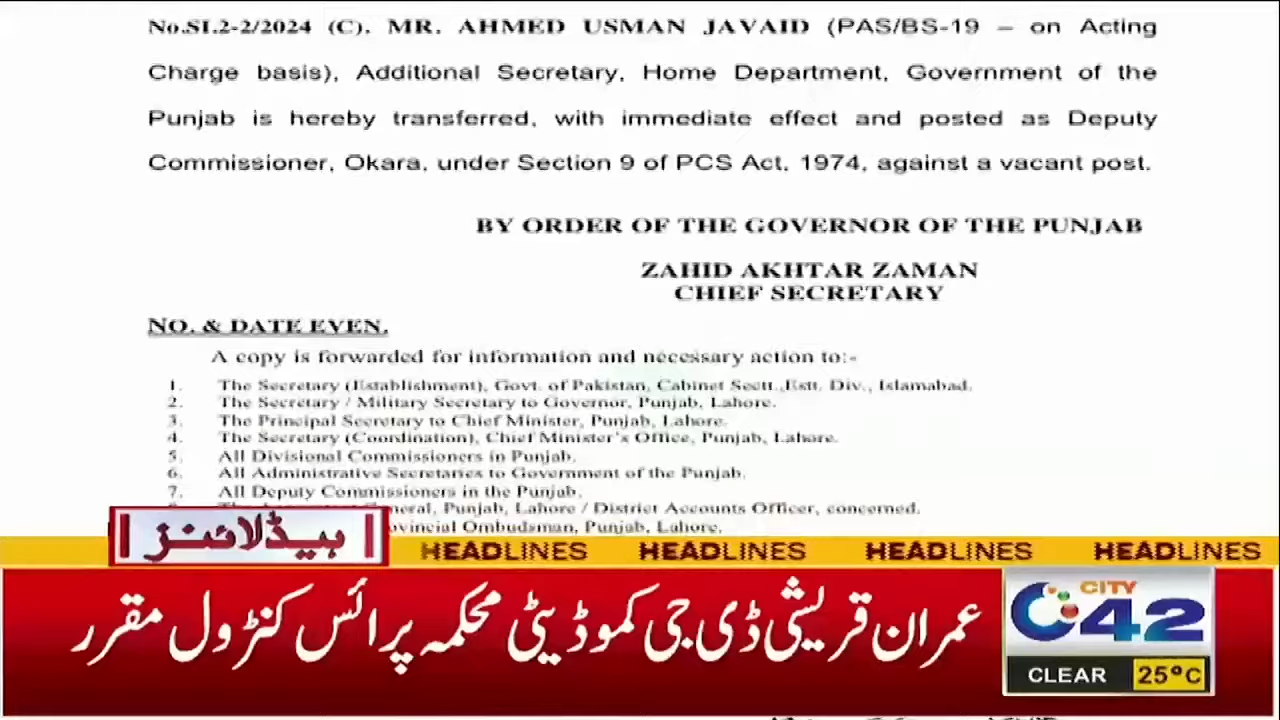 No.SI.2-2/2024 (C). MR. AHMED USMAN JAVAID (PAS/BS-19 – on Acting
Charge basis), Additional Secretary, Home Department, Government of the
Punjab is hereby transferred, with immediate effect and posted as Deputy
Commissioner, Okara, under Section 9 of PCS Act, 1974, against a vacant post.
BY ORDER OF THE GOVERNOR OF THE PUNJAB
ZAHID AKHTAR ZAMAN
CHIEF SECRETARY
NO. & DATE EVEN.
A copy is forwarded for information and necessary action to:-
1. The Secretary (Establishment), Govt. of Pakistan, Cabinet Sectt.,Estt. Div., Islamabad.
2. The Secretary / Military Secretary to Governor, Punjab, Lahore.
3. The Principal Secretary to Chief Minister, Punjab, Lahore.
4. The Secretary (Coordination), Chief Minister's Office, Punjab, Lahore.
5. All Divisional Commissioners in Punjab.
6. All Administrative Secretaries to Government of the Punjab.
7. All Deputy Commissioners in the Punjab.
Punjab, Lahore / District Accounts Officer, concerned.
Ombudsman, Punjab, Lahore.
ہیڈلائنز
HEADLINES HEADLINES HEADLINES HEADLINES
عمران قریشی ڈی جی کموڈیٹی محکمہ پرائس کنٹرول مقرر
CITY
42
CLEAR 25°C